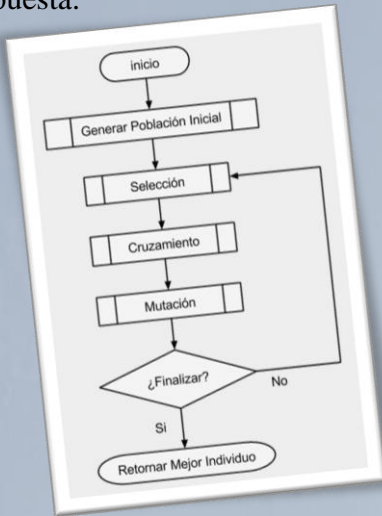 puesta.
inicio
Generar Población Inicial
Selección
Cruzamiento
Mutación
¿Finalizar?
No
Si
Retornar Mejor Individuo